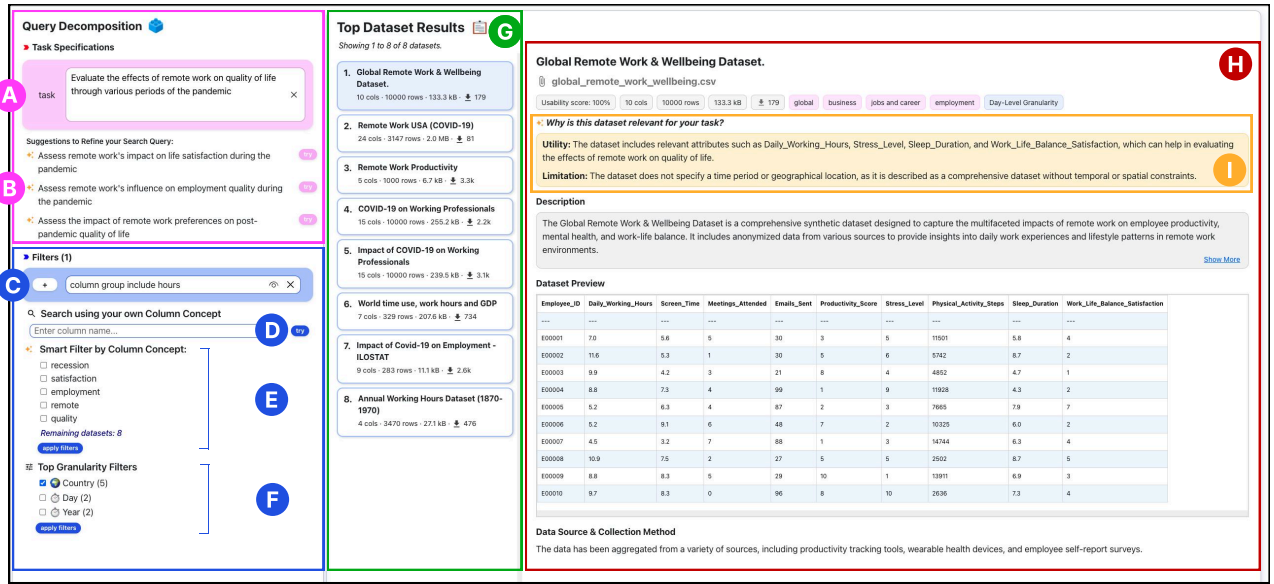 Query Decomposition
Task Specifications
A
task
Evaluate the effects of remote work on quality of life
through various periods of the pandemic
Suggestions to Refine your Search Query:
Assess remote work's impact on life satisfaction during the
pandemic
try
B
Assess remote work's influence on employment quality during
the pandemic
try
Assess the impact of remote work preferences on post-
pandemic quality of life
try
Filters (1)
C
+
column group include hours
Search using your own Column Concept
Enter column name...
D
try
Smart Filter by Column Concept:
recession
satisfaction
employment
remote
quality
Remaining datasets: 8
apply filters
E
Top Granularity Filters
Country (5)
Day (2)
Year (2)
apply filters
F
Top Dataset Results
G
Showing 1 to 8 of 8 datasets.
1. Global Remote Work & Wellbeing
Dataset.
10 cols · 10000 rows · 133.3 kB · 179
2. Remote Work USA (COVID-19)
24 cols · 3147 rows · 2.0 MB · 81
3. Remote Work Productivity
5 cols · 1000 rows · 6.7 kB · 3.3k
4. COVID-19 on Working Professionals
15 cols · 10000 rows · 255.2 kB · 2.2k
5. Impact of COVID-19 on Working
Professionals
15 cols · 10000 rows · 239.5 kB · 3.1k
6. World time use, work hours and GDP
7 cols · 329 rows · 207.6 kB · 734
7. Impact of Covid-19 on Employment -
ILOSTAT
9 cols · 283 rows · 11.1 kB · 2.6k
8. Annual Working Hours Dataset (1870-
1970)
4 cols · 3470 rows · 27.1 kB · 476
H
Global Remote Work & Wellbeing Dataset.
global_remote_work_wellbeing.csv
Usability score: 100% 10 cols 10000 rows 133.3 kB 179 global business jobs and career employment Day-Level Granularity
Why is this dataset relevant for your task?
Utility: The dataset includes relevant attributes such as Daily_Working_Hours, Stress_Level, Sleep_Duration, and Work_Life_Balance_Satisfaction, which can help in evaluating
the effects of remote work on quality of life.
Limitation: The dataset does not specify a time period or geographical location, as it is described as a comprehensive dataset without temporal or spatial constraints.
I
Description
The Global Remote Work & Wellbeing Dataset is a comprehensive synthetic dataset designed to capture the multifaceted impacts of remote work on employee productivity,
mental health, and work-life balance. It includes anonymized data from various sources to provide insights into daily work experiences and lifestyle patterns in remote work
environments.
Show More
Dataset Preview
Employee_ID Daily_Working_Hours Screen_Time Meetings_Attended Emails_Sent Productivity_Score Stress_Level Physical_Activity_Steps Sleep_Duration Work_Life_Balance_Satisfaction
--- --- --- --- --- --- --- --- --- ---
E00001 7.0 5.6 5 30 3 5 11501 5.8 4
E00002 11.6 5.3 1 30 5 6 5742 8.7 2
E00003 9.9 4.2 3 21 8 4 4852 4.7 1
E00004 8.8 7.3 4 99 1 9 11928 4.3 2
E00005 5.2 6.3 4 87 2 3 7665 7.9 7
E00006 5.2 9.1 6 48 7 2 10325 6.0 2
E00007 4.5 3.2 7 88 1 3 14744 6.3 4
E00008 10.9 7.5 2 27 5 5 2502 8.7 5
E00009 8.8 8.3 5 29 10 1 13911 6.9 3
E00010 9.7 8.3 0 96 8 10 2636 7.3 4
Data Source & Collection Method
The data has been aggregated from a variety of sources, including productivity tracking tools, wearable health devices, and employee self-report surveys.